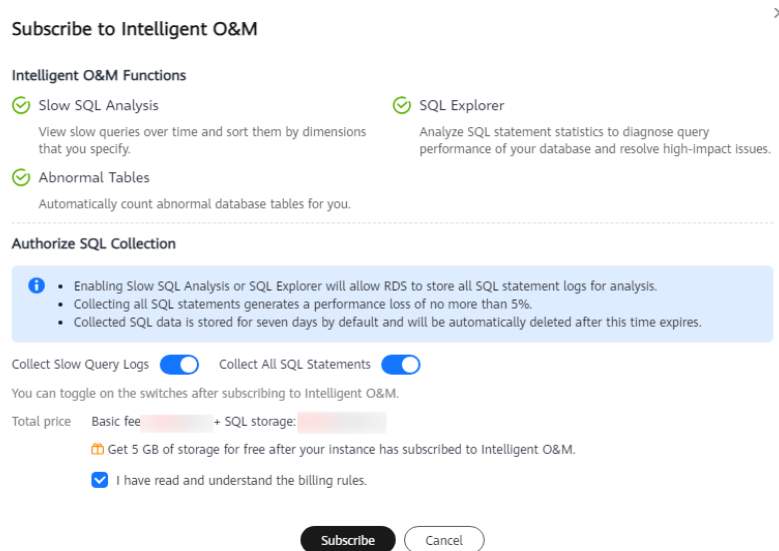 Subscribe to Intelligent O&M
Intelligent O&M Functions
Slow SQL Analysis
View slow queries over time and sort them by dimensions
that you specify.
SQL Explorer
Analyze SQL statement statistics to diagnose query
performance of your database and resolve high-impact issues.
Abnormal Tables
Automatically count abnormal database tables for you.
Authorize SQL Collection
• Enabling Slow SQL Analysis or SQL Explorer will allow RDS to store all SQL statement logs for analysis.
• Collecting all SQL statements generates a performance loss of no more than 5%.
• Collected SQL data is stored for seven days by default and will be automatically deleted after this time expires.
Collect Slow Query Logs Collect All SQL Statements
You can toggle on the switches after subscribing to Intelligent O&M.
Total price Basic fee + SQL storage:
Get 5 GB of storage for free after your instance has subscribed to Intelligent O&M.
I have read and understand the billing rules.
Subscribe Cancel